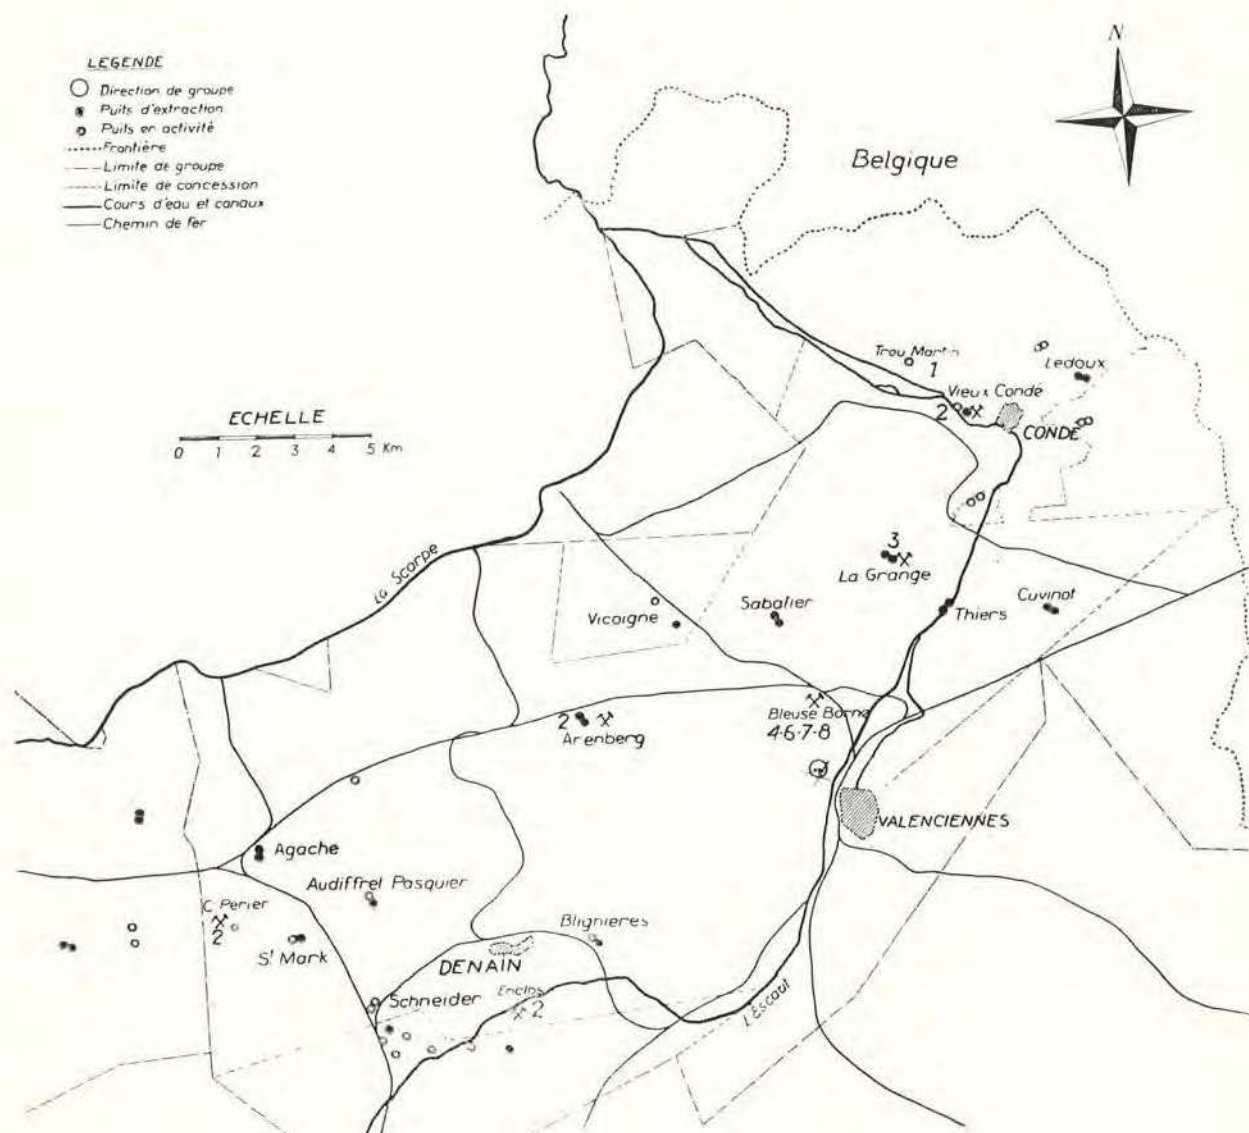 LEGENDE
Direction de groupe
Puits d'extraction
Puits en activité
Frontière
Limite de groupe
Limite de concession
Cours d'eau et canaux
Chemin de fer
N
Belgique
ECHELLE
0 1 2 3 4 5 Km
Trou Martin
1
Ledoux
Vieux Condé
2
CONDÉ
La Scarpe
3
La Grange
Vicoigne
Sabatier
Thiers
Cuvinot
2
Arenberg
Bleuse Borne
4.6.7.8
VALENCIENNES
Agache
Audiffret Pasquier
C. Perier
2
St Mark
Blignieres
DENAIN
Schneider
Enclos
2
L'Escaut